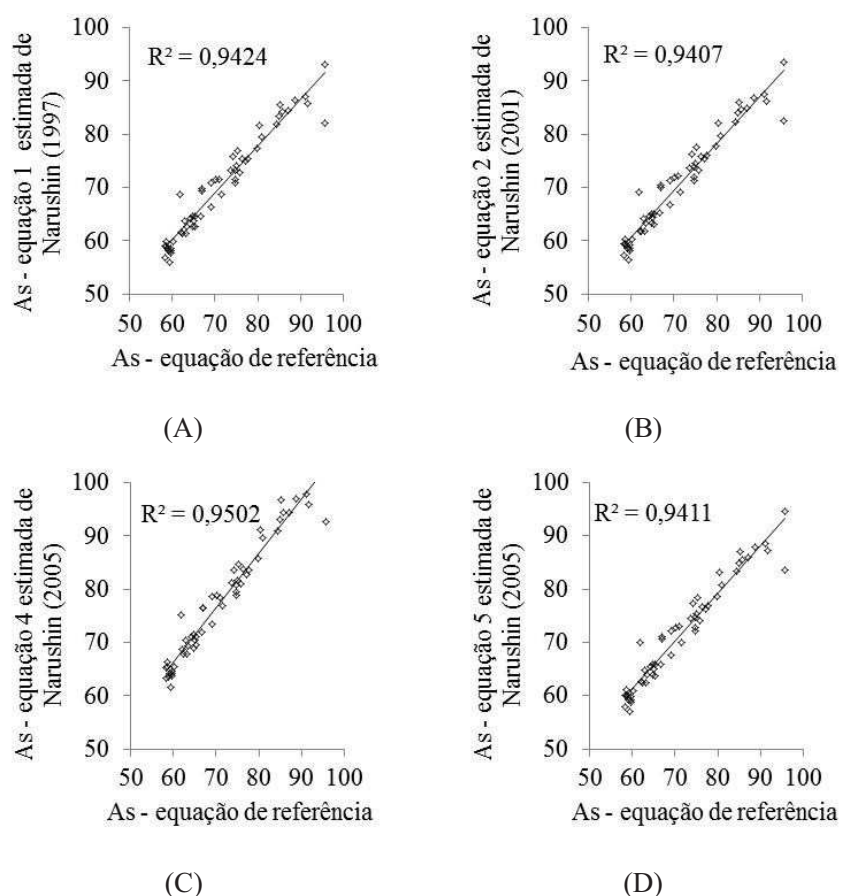 100
90
80
70
60
50
R² = 0,9424
As - equação 1 estimada de
Narushin (1997)
50 60 70 80 90 100
As - equação de referência
(A)
100
90
80
70
60
50
R² = 0,9407
As - equação 2 estimada de
Narushin (2001)
50 60 70 80 90 100
As - equação de referência
(B)
100
90
80
70
60
50
R² = 0,9502
As - equação 4 estimada de
Narushin (2005)
50 60 70 80 90 100
As - equação de referência
(C)
100
90
80
70
60
50
R² = 0,9411
As - equação 5 estimada de
Narushin (2005)
50 60 70 80 90 100
As - equação de referência
(D)